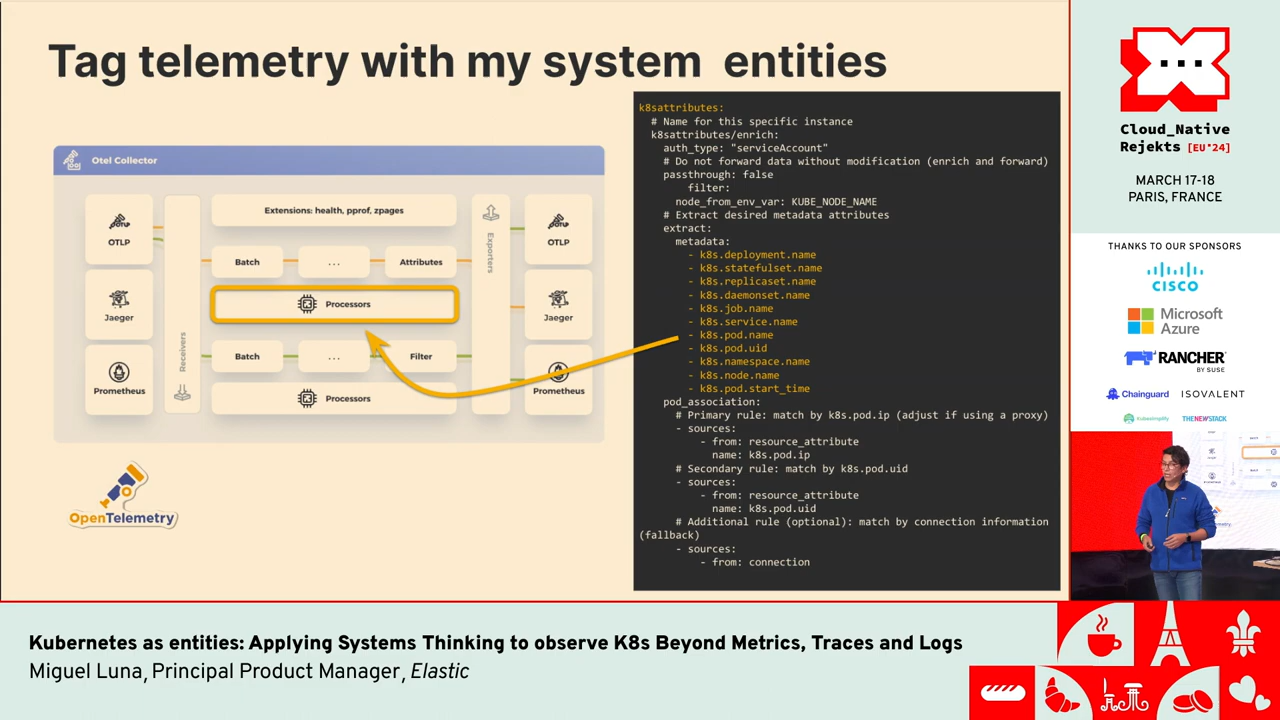 Tag telemetry with my system entities
Otel Collector
OTLP
Jaeger
Prometheus
Receivers
Extensions: health, pprof, zpages
Batch
...
Attributes
Processors
Batch
...
Filter
Processors
Exporters
OTLP
Jaeger
Prometheus
OpenTelemetry
k8sattributes:
# Name for this specific instance
k8sattributes/enrich:
auth_type: "serviceAccount"
# Do not forward data without modification (enrich and forward)
passthrough: false
filter:
node_from_env_var: KUBE_NODE_NAME
# Extract desired metadata attributes
extract:
metadata:
- k8s.deployment.name
- k8s.statefulset.name
- k8s.replicaset.name
- k8s.daemonset.name
- k8s.job.name
- k8s.service.name
- k8s.pod.name
- k8s.pod.uid
- k8s.namespace.name
- k8s.node.name
- k8s.pod.start_time
pod_association:
# Primary rule: match by k8s.pod.ip (adjust if using a proxy)
- sources:
- from: resource_attribute
name: k8s.pod.ip
# Secondary rule: match by k8s.pod.uid
- sources:
- from: resource_attribute
name: k8s.pod.uid
# Additional rule (optional): match by connection information
(fallback)
- sources:
- from: connection
Cloud_Native
Rejekts [EU'24]
MARCH 17-18
PARIS, FRANCE
THANKS TO OUR SPONSORS
CISCO
Microsoft
Azure
RANCHER
BY SUSE
Chainguard
ISOVALENT
Kubesimplify
THENEWSTACK
Kubernetes as entities: Applying Systems Thinking to observe K8s Beyond Metrics, Traces and Logs
Miguel Luna, Principal Product Manager, Elastic